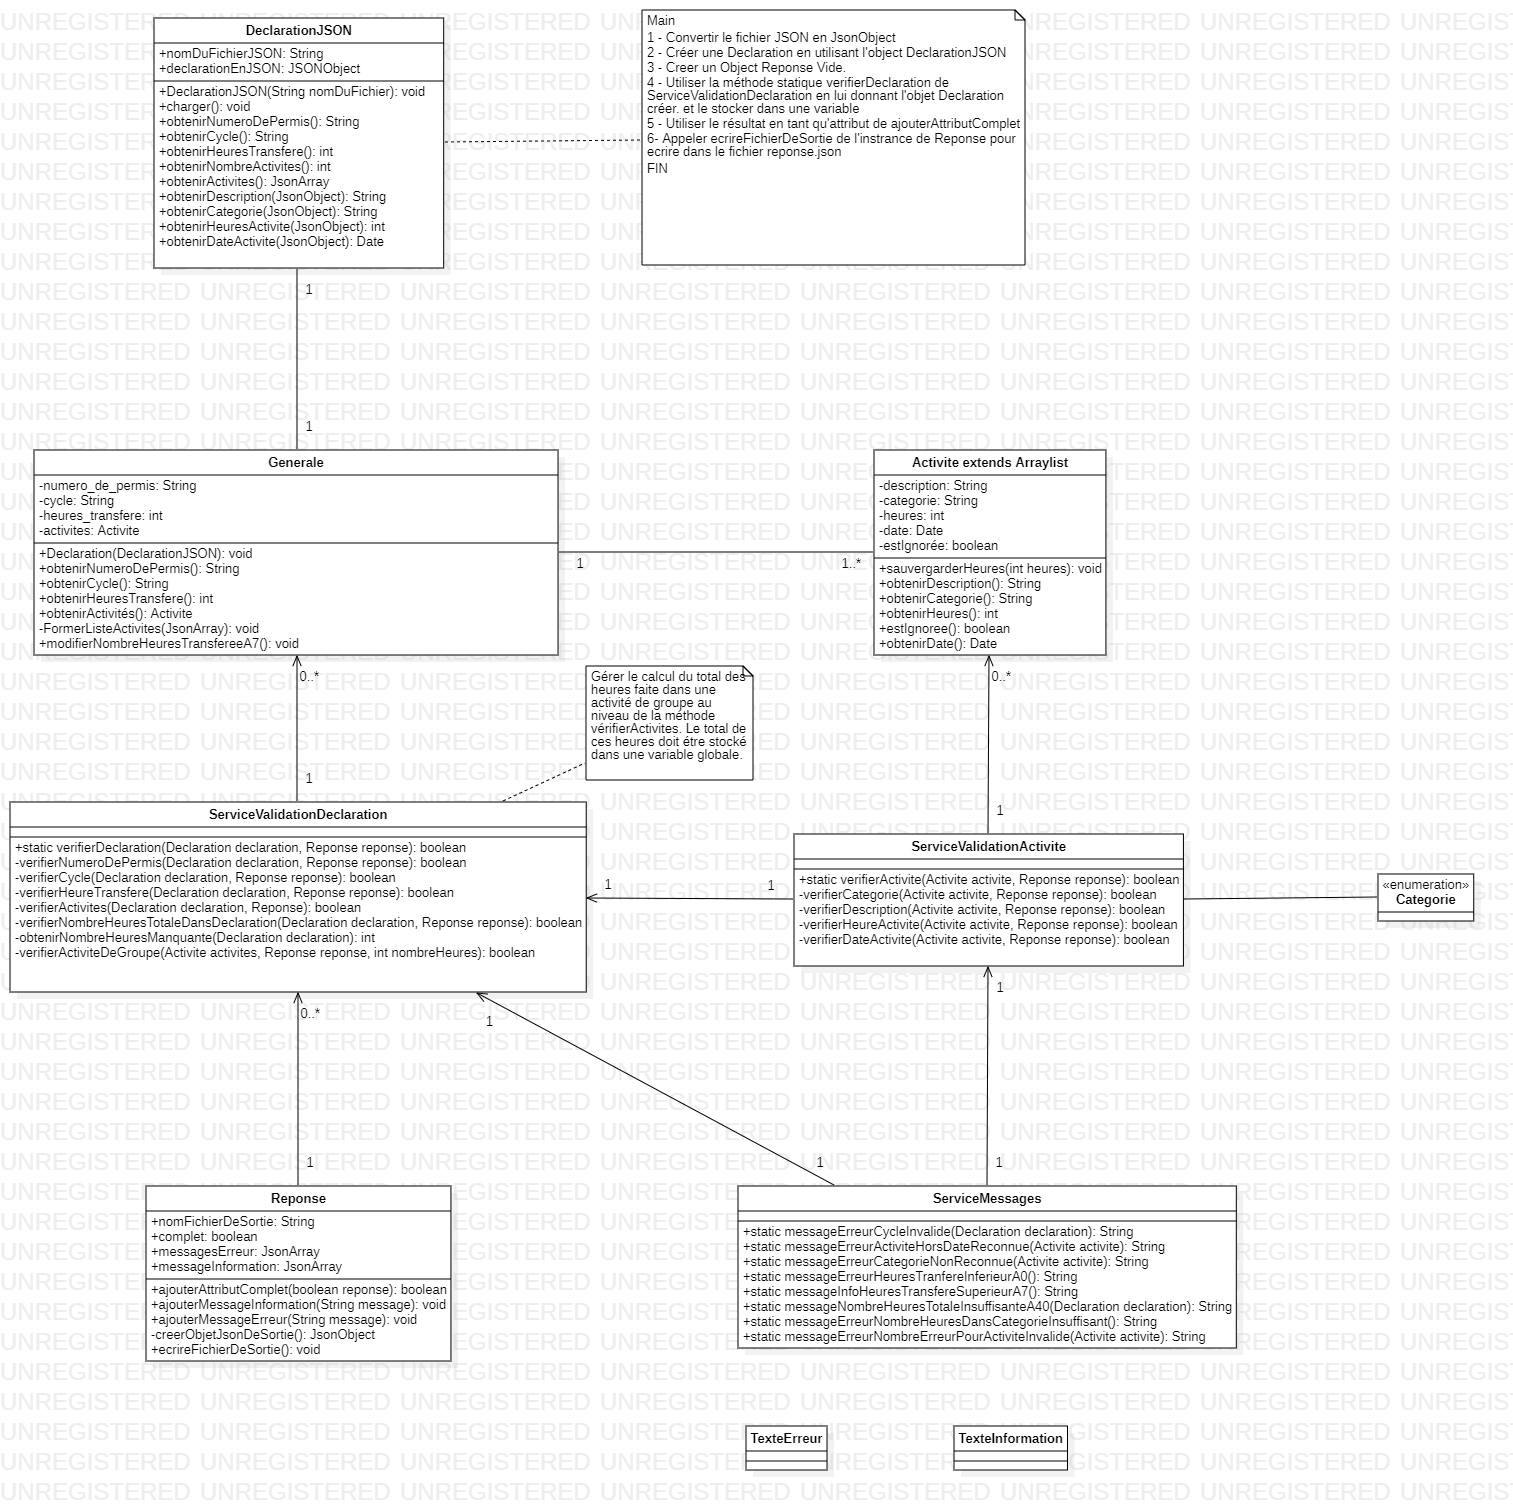 DeclarationJSON
+nomDuFichierJSON: String
+declarationEnJSON: JSONObject
+DeclarationJSON(String nomDuFichier): void
+charger(): void
+obtenirNumeroDePermis(): String
+obtenirCycle(): String
+obtenirHeuresTransfere(): int
+obtenirNombreActivites(): int
+obtenirActivites(): JsonArray
+obtenirDescription(JsonObject): String
+obtenirCategorie(JsonObject): String
+obtenirHeuresActivite(JsonObject): int
+obtenirDateActivite(JsonObject): Date
Main
1 - Convertir le fichier JSON en JsonObject
2 - Créer une Declaration en utilisant l'object DeclarationJSON
3 - Creer un Object Reponse Vide.
4 - Utiliser la méthode statique verifierDeclaration de
ServiceValidationDeclaration en lui donnant l'objet Declaration
créer. et le stocker dans une variable
5 - Utiliser le résultat en tant qu'attribut de ajouterAttributComplet
6- Appeler ecrireFichierDeSortie de l'instrance de Reponse pour
ecrire dans le fichier reponse.json
FIN
1
1
Generale
-numero_de_permis: String
-cycle: String
-heures_transfere: int
-activites: Activite
+Declaration(DeclarationJSON): void
+obtenirNumeroDePermis(): String
+obtenirCycle(): String
+obtenirHeuresTransfere(): int
+obtenirActivités(): Activite
-FormerListeActivites(JsonArray): void
+modifierNombreHeuresTransfereeA7(): void
1
1..*
Activite extends Arraylist
-description: String
-categorie: String
-heures: int
-date: Date
-estIgnorée: boolean
+sauvergarderHeures(int heures): void
+obtenirDescription(): String
+obtenirCategorie(): String
+obtenirHeures(): int
+estIgnoree(): boolean
+obtenirDate(): Date
0..*
1
Gérer le calcul du total des
heures faite dans une
activité de groupe au
niveau de la méthode
vérifierActivites. Le total de
ces heures doit étre stocké
dans une variable globale.
0..*
1
ServiceValidationDeclaration
+static verifierDeclaration(Declaration declaration, Reponse reponse): boolean
-verifierNumeroDePermis(Declaration declaration, Reponse reponse): boolean
-verifierCycle(Declaration declaration, Reponse reponse): boolean
-verifierHeureTransfere(Declaration declaration, Reponse reponse): boolean
-verifierActivites(Declaration declaration, Reponse): boolean
-verifierNombreHeuresTotaleDansDeclaration(Declaration declaration, Reponse reponse): boolean
-obtenirNombreHeuresManquante(Declaration declaration): int
-verifierActiviteDeGroupe(Activite activites, Reponse reponse, int nombreHeures): boolean
1
1
ServiceValidationActivite
+static verifierActivite(Activite activite, Reponse reponse): boolean
-verifierCategorie(Activite activite, Reponse reponse): boolean
-verifierDescription(Activite activite, Reponse reponse): boolean
-verifierHeureActivite(Activite activite, Reponse reponse): boolean
-verifierDateActivite(Activite activite, Reponse reponse): boolean
«enumeration»
Categorie
0..*
1
1
1
1
1
Reponse
+nomFichierDeSortie: String
+complet: boolean
+messagesErreur: JsonArray
+messageInformation: JsonArray
+ajouterAttributComplet(boolean reponse): boolean
+ajouterMessageInformation(String message): void
+ajouterMessageErreur(String message): void
-creerObjetJsonDeSortie(): JsonObject
+ecrireFichierDeSortie(): void
ServiceMessages
+static messageErreurCycleInvalide(Declaration declaration): String
+static messageErreurActiviteHorsDateReconnue(Activite activite): String
+static messageErreurCategorieNonReconnue(Activite activite): String
+static messageErreurHeuresTranfereInferieurA0(): String
+static messageInfoHeuresTransfereSuperieurA7(): String
+static messageNombreHeuresTotaleInsuffisanteA40(Declaration declaration): String
+static messageErreurNombreHeuresDansCategorieInsuffisant(): String
+static messageErreurNombreErreurPourActiviteInvalide(Activite activite): String
TexteErreur
TexteInformation